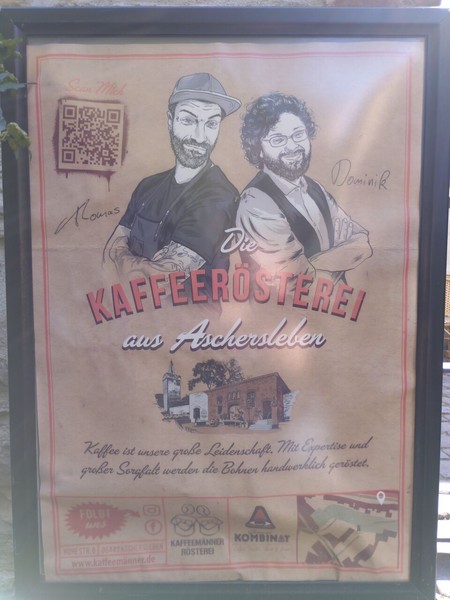 Scan Mich
Thomas
Dominik
Die
KAFFEERÖSTEREI
aus Aschersleben
Kaffee ist unsere große Leidenschaft. Mit Expertise und
großer Sorgfalt werden die Bohnen handwerklich geröstet.
FOLGT
uns
KAFFEEMÄNNER
RÖSTEREI
KOMBINAT
www.kaffeemänner.de